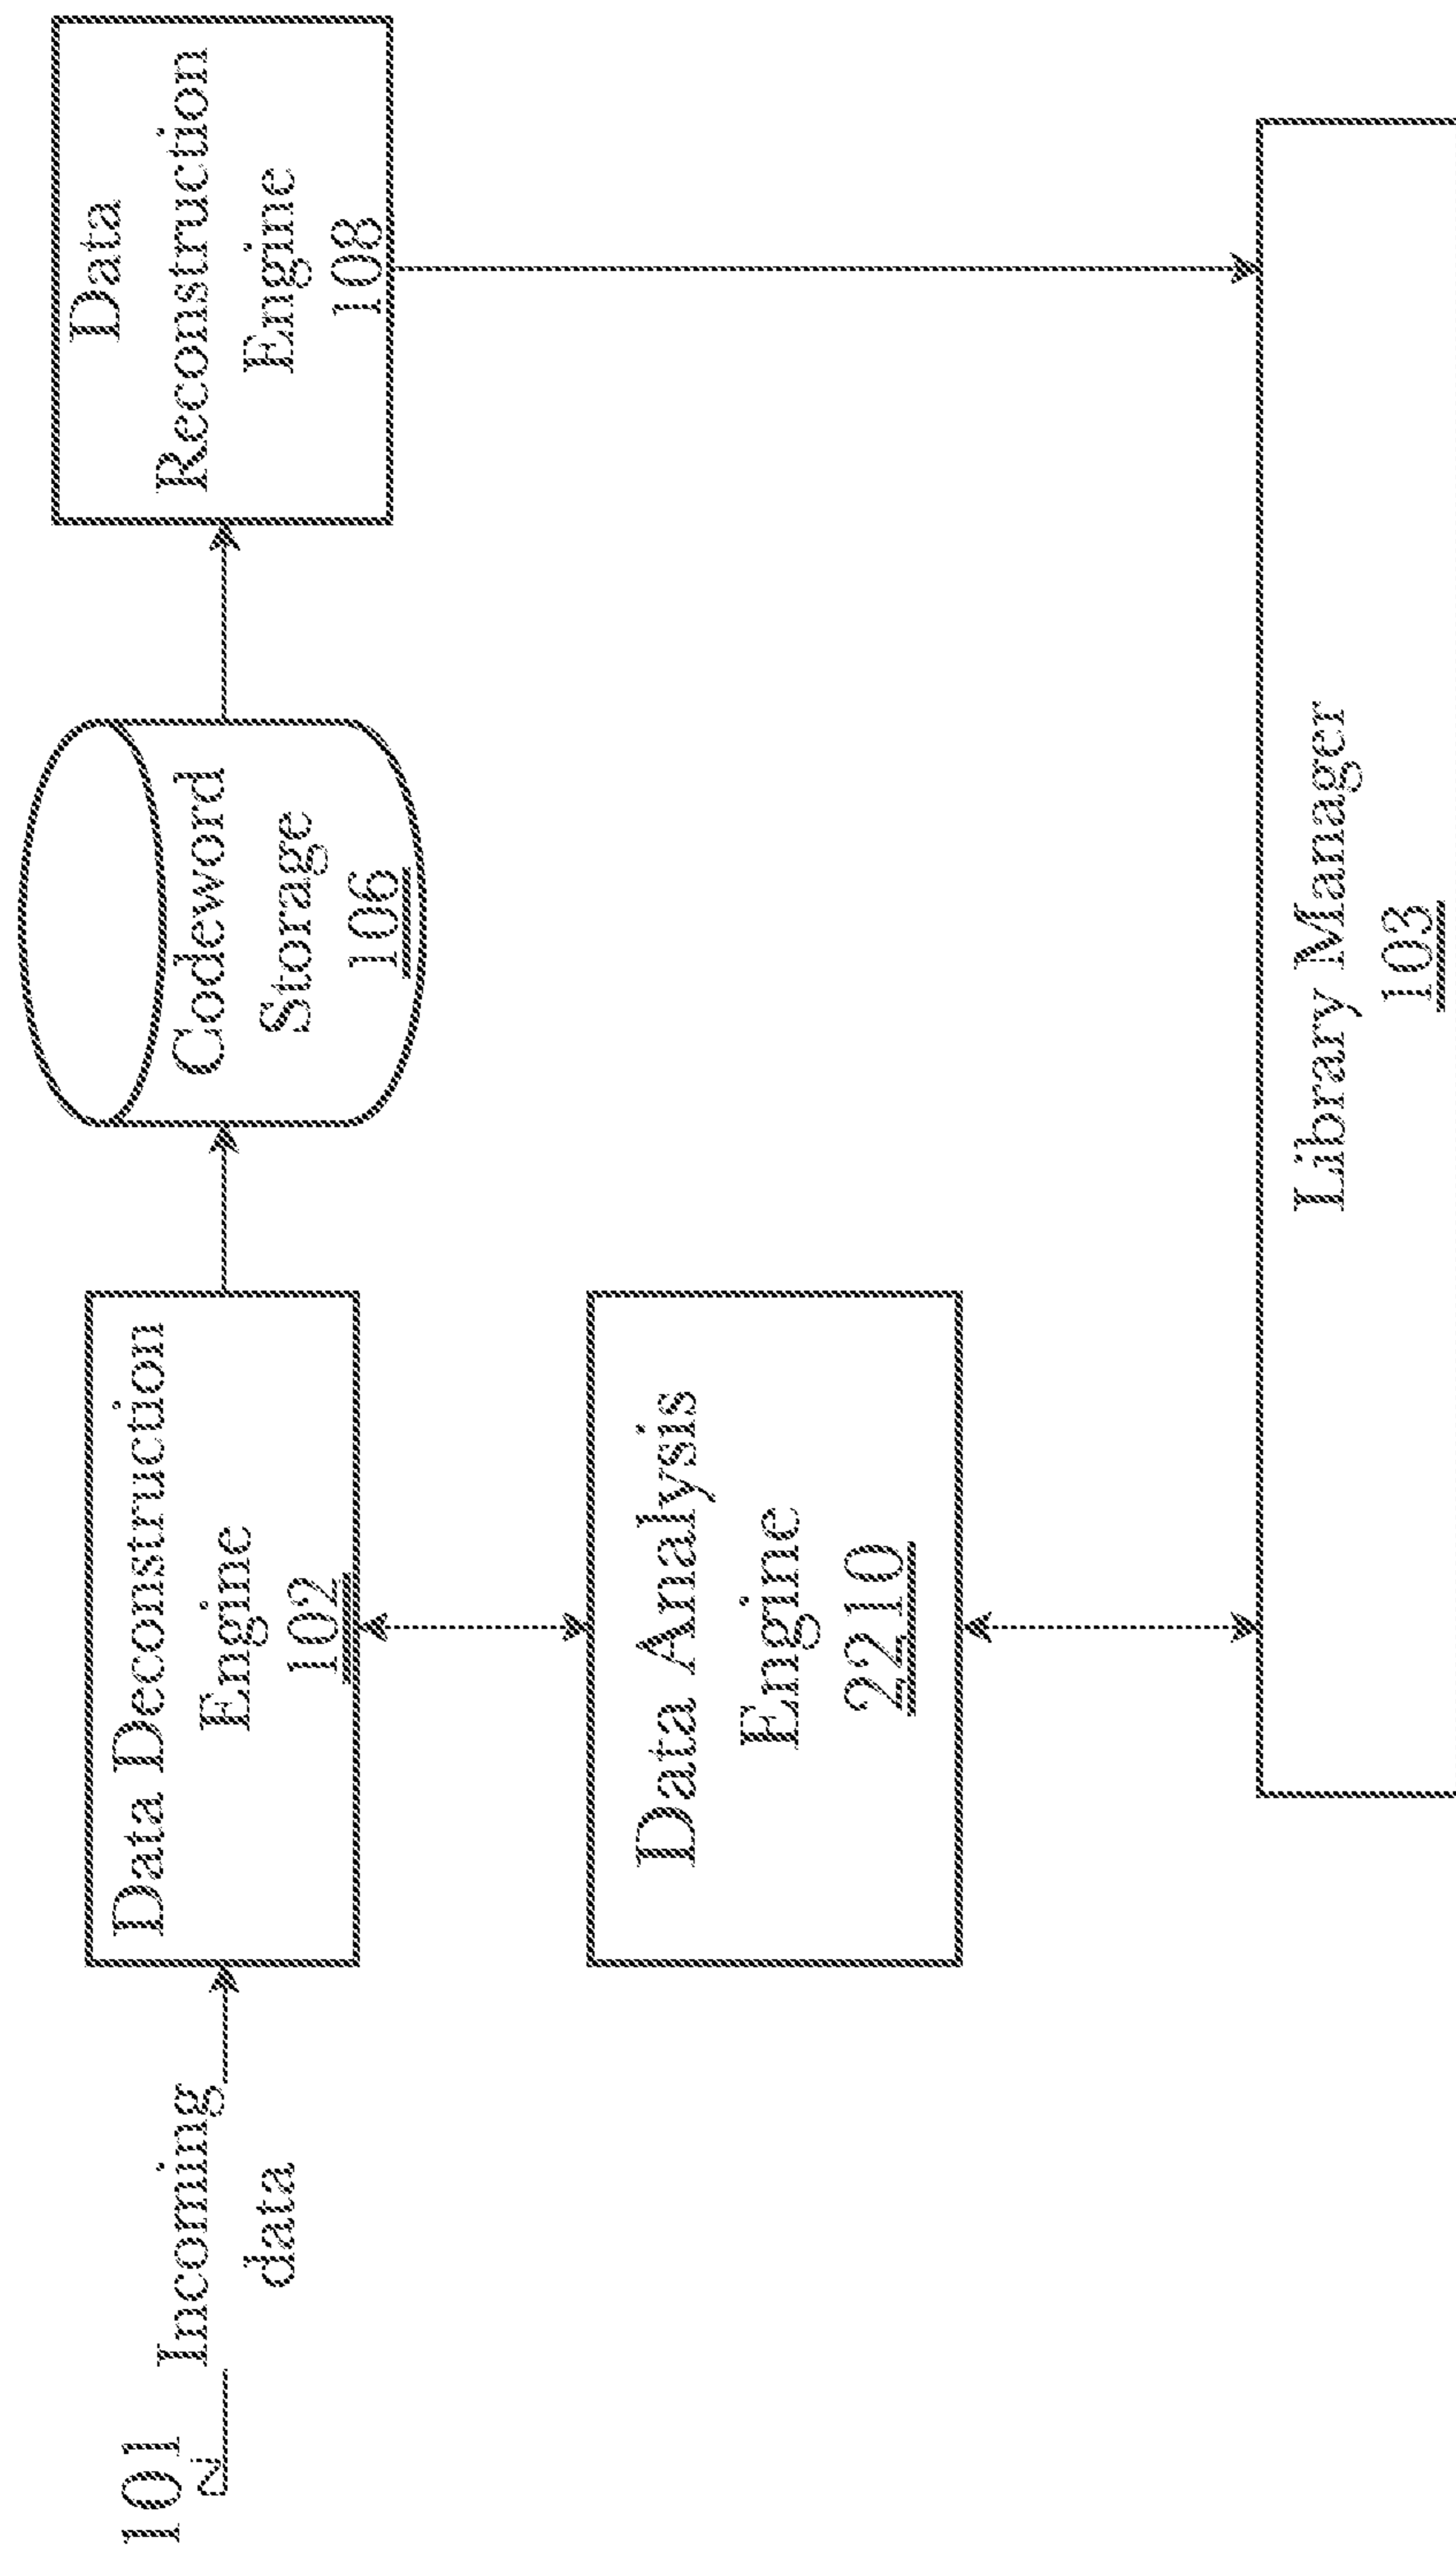 101
Incoming
data
Data Deconstruction
Engine
102
Codeword
Storage
106
Data
Reconstruction
Engine
108
Data Analysis
Engine
2210
Library Manager
103